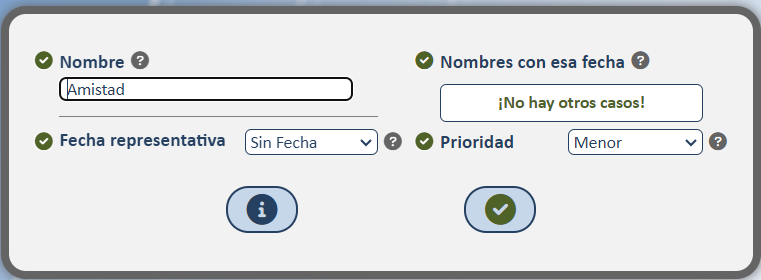 Nombre ?
Amistad
Nombres con esa fecha ?
¡No hay otros casos!
Fecha representativa Sin Fecha ?
Prioridad Menor ?
i